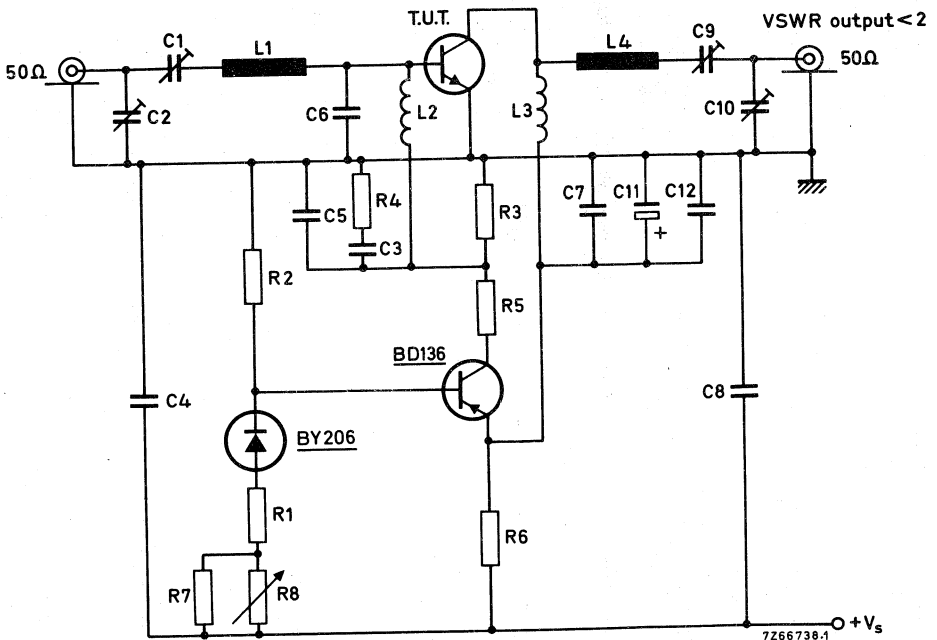 T.U.T.
VSWR output < 2
C1
L1
L4
C9
50Ω
50Ω
C2
C6
L2
L3
C10
C5
R4
R3
C7
C11
C12
+
C3
R2
R5
BD136
C4
C8
BY206
R1
R6
R7
R8
+Vs
7Z66738.1